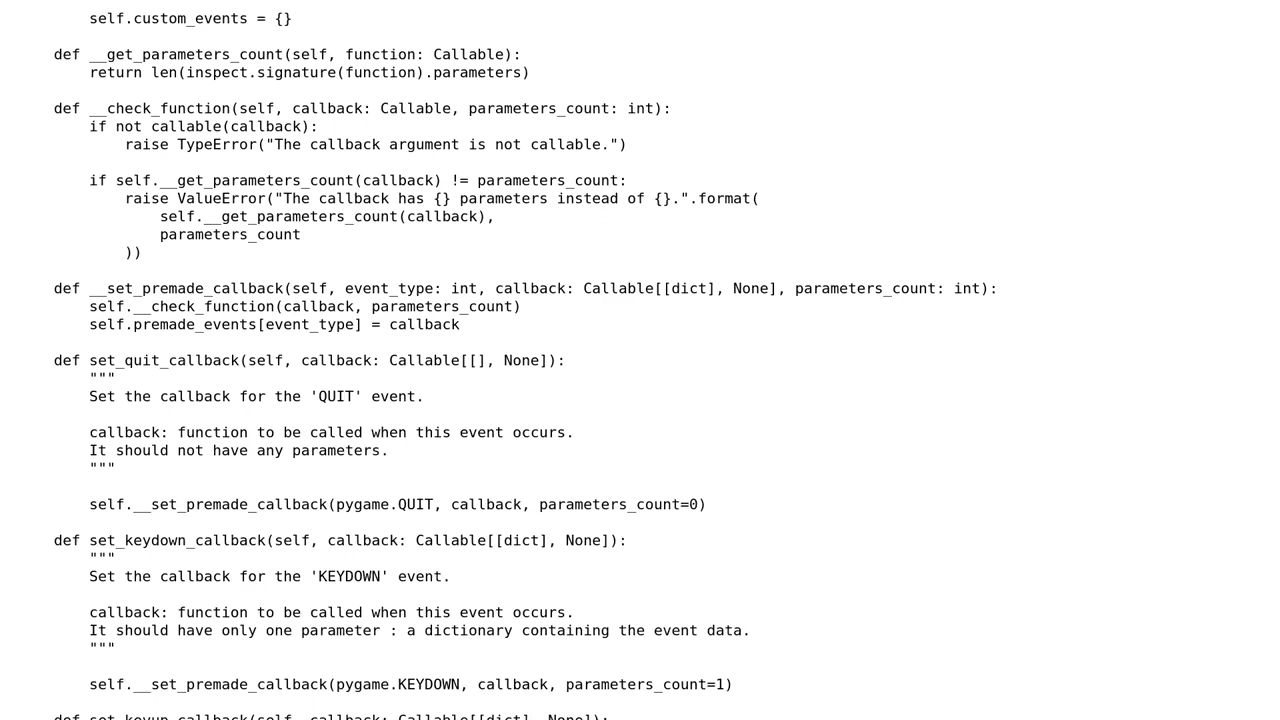 self.custom_events = {}

    def __get_parameters_count(self, function: Callable):
        return len(inspect.signature(function).parameters)

    def __check_function(self, callback: Callable, parameters_count: int):
        if not callable(callback):
            raise TypeError("The callback argument is not callable.")

        if self.__get_parameters_count(callback) != parameters_count:
            raise ValueError("The callback has {} parameters instead of {}.".format(
                self.__get_parameters_count(callback),
                parameters_count
            ))

    def __set_premade_callback(self, event_type: int, callback: Callable[[dict], None], parameters_count: int):
        self.__check_function(callback, parameters_count)
        self.premade_events[event_type] = callback

    def set_quit_callback(self, callback: Callable[[], None]):
        """
        Set the callback for the 'QUIT' event.

        callback: function to be called when this event occurs.
        It should not have any parameters.
        """

        self.__set_premade_callback(pygame.QUIT, callback, parameters_count=0)

    def set_keydown_callback(self, callback: Callable[[dict], None]):
        """
        Set the callback for the 'KEYDOWN' event.

        callback: function to be called when this event occurs.
        It should have only one parameter : a dictionary containing the event data.
        """

        self.__set_premade_callback(pygame.KEYDOWN, callback, parameters_count=1)

    def set_keyup_callback(self, callback: Callable[[dict], None]):